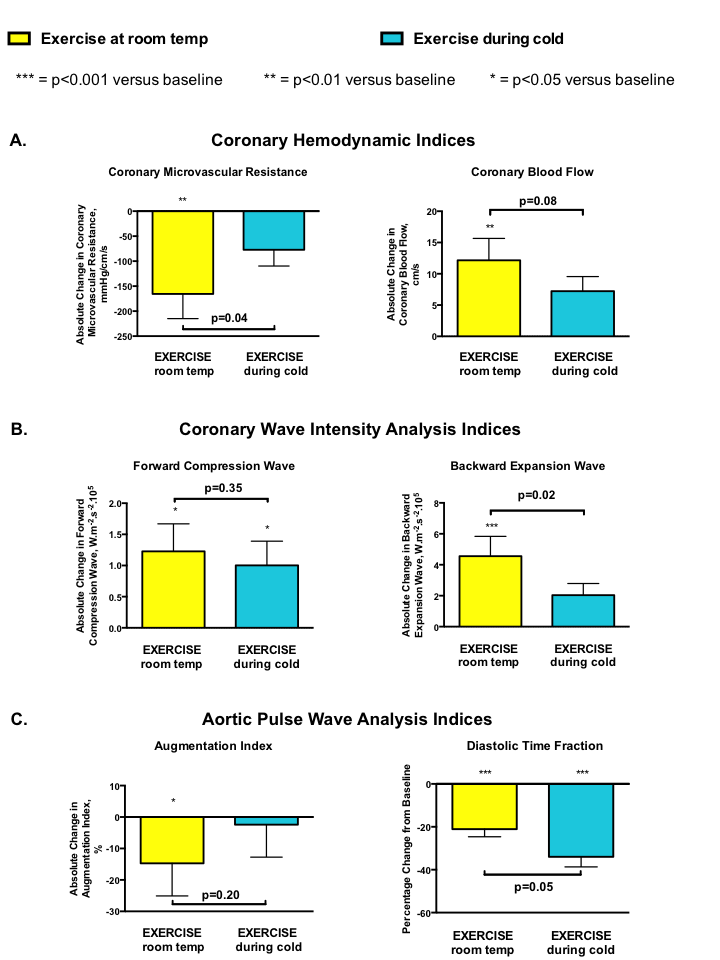 Exercise at room temp
Exercise during cold
*** = p<0.001 versus baseline
** = p<0.01 versus baseline
* = p<0.05 versus baseline
A.
Coronary Hemodynamic Indices
Coronary Microvascular Resistance
Absolute Change in Coronary
Microvascular Resistance,
mmHg/cm/s
0
-50
-100
-150
-200
-250
**
p=0.04
EXERCISE
room temp
EXERCISE
during cold
Coronary Blood Flow
Absolute Change in
Coronary Blood Flow,
cm/s
20
15
10
5
0
p=0.08
**
EXERCISE
room temp
EXERCISE
during cold
B.
Coronary Wave Intensity Analysis Indices
Forward Compression Wave
Absolute Change in Forward
Compression Wave, W.m-2.s-2.105
2.0
1.5
1.0
0.5
0.0
p=0.35
*
*
EXERCISE
room temp
EXERCISE
during cold
Backward Expansion Wave
Absolute Change in Backward
Expansion Wave, W.m-2.s-2.105
8
6
4
2
0
p=0.02
***
EXERCISE
room temp
EXERCISE
during cold
C.
Aortic Pulse Wave Analysis Indices
Augmentation Index
Absolute Change in
Augmentation Index,
%
10
0
-10
-20
-30
*
p=0.20
EXERCISE
room temp
EXERCISE
during cold
Diastolic Time Fraction
Percentage Change from Baseline
0
-20
-40
-60
***
***
p=0.05
EXERCISE
room temp
EXERCISE
during cold